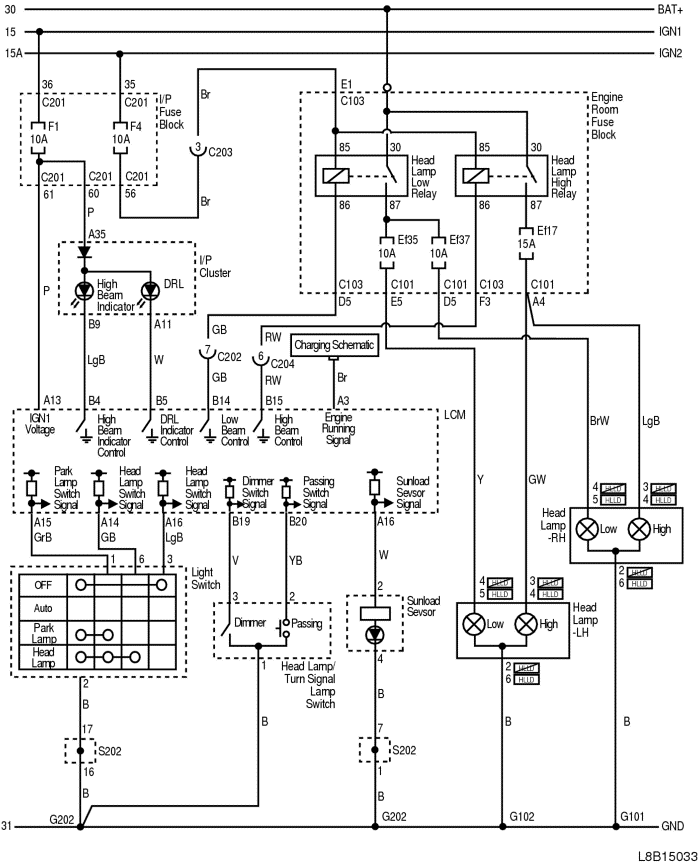 30 BAT+
15 IGN1
15A IGN2
36 35 E1
C201 C201 I/P Fuse Block Br C103 Engine Room Fuse Block
F1 10A F4 10A 3 C203
85 30 Head Lamp Low Relay 85 30 Head Lamp High Relay
C201 C201 C201
61 60 56 Br
86 87 86 87
P A35 Ef35 10A Ef37 10A Ef17 15A
I/P Cluster
High Beam Indicator DRL
C103 C101 C101 C103 C101
D5 E5 D5 F3 A4
P B9 A11 GB RW
Charging Schematic
LgB W 7 C202 6 C204
GB RW Br
A13 B4 B5 B14 B15 A3 LCM
IGN1 Voltage
High Beam Indicator Control
DRL Indicator Control
Low Beam Control
High Beam Control
Engine Running Signal
BrW LgB
Park Lamp Switch Signal
Head Lamp Switch Signal
Head Lamp Switch Signal
Dimmer Switch Signal
Passing Switch Signal
Sunload Sevsor Signal
Y GW
4 HLLD 3 HLLD
5 HLLD 4 HLLD
A15 A14 A16 B19 B20 A16
GrB GB LgB
Head Lamp -RH Low High
1 6 3 V YB W
Light Switch
2 HLLD
6 HLLD
OFF
Auto
Park Lamp
Head Lamp
3 2 2
Dimmer Passing
Sunload Sevsor
4 HLLD 3 HLLD
5 HLLD 4 HLLD
Low High Head Lamp -LH
1 4
Head Lamp/ Turn Signal Lamp Switch
2 HLLD
6 HLLD
2
B B B B B
17 7
S202 S202
16 1
B B
31 G202 G202 G102 G101 GND
L8B15033